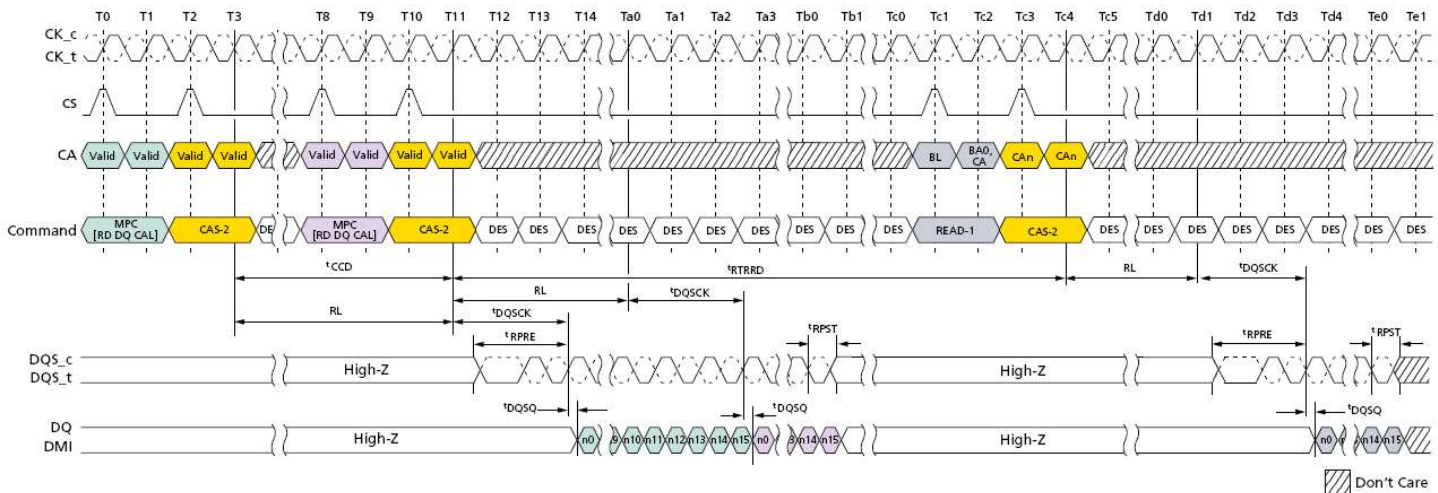 T0 T1 T2 T3 T8 T9 T10 T11 T12 T13 T14 Ta0 Ta1 Ta2 Ta3 Tb0 Tb1 Tc0 Tc1 Tc2 Tc3 Tc4 Tc5 Td0 Td1 Td2 Td3 Td4 Te0 Te1
CK_c
CK_t
CS
CA Valid Valid Valid Valid Valid Valid Valid Valid BL BA0, CA CAn CAn
Command MPC [RD DQ CAL] CAS-2 DE MPC [RD DQ CAL] CAS-2 DES DES DES DES DES DES DES DES DES DES READ-1 CAS-2 DES DES DES DES DES DES DES DES
tCCD tRTRRD RL tDQSCK
RL tDQSCK
RL tDQSCK
tRPRE tRPST tRPRE tRPST
DQS_c
DQS_t High-Z High-Z
tDQSQ tDQSQ tDQSQ
DQ
DMI High-Z n0 n9 n10 n11 n12 n13 n14 n15 n0 n14 n15 High-Z n0 n14 n15
Don't Care